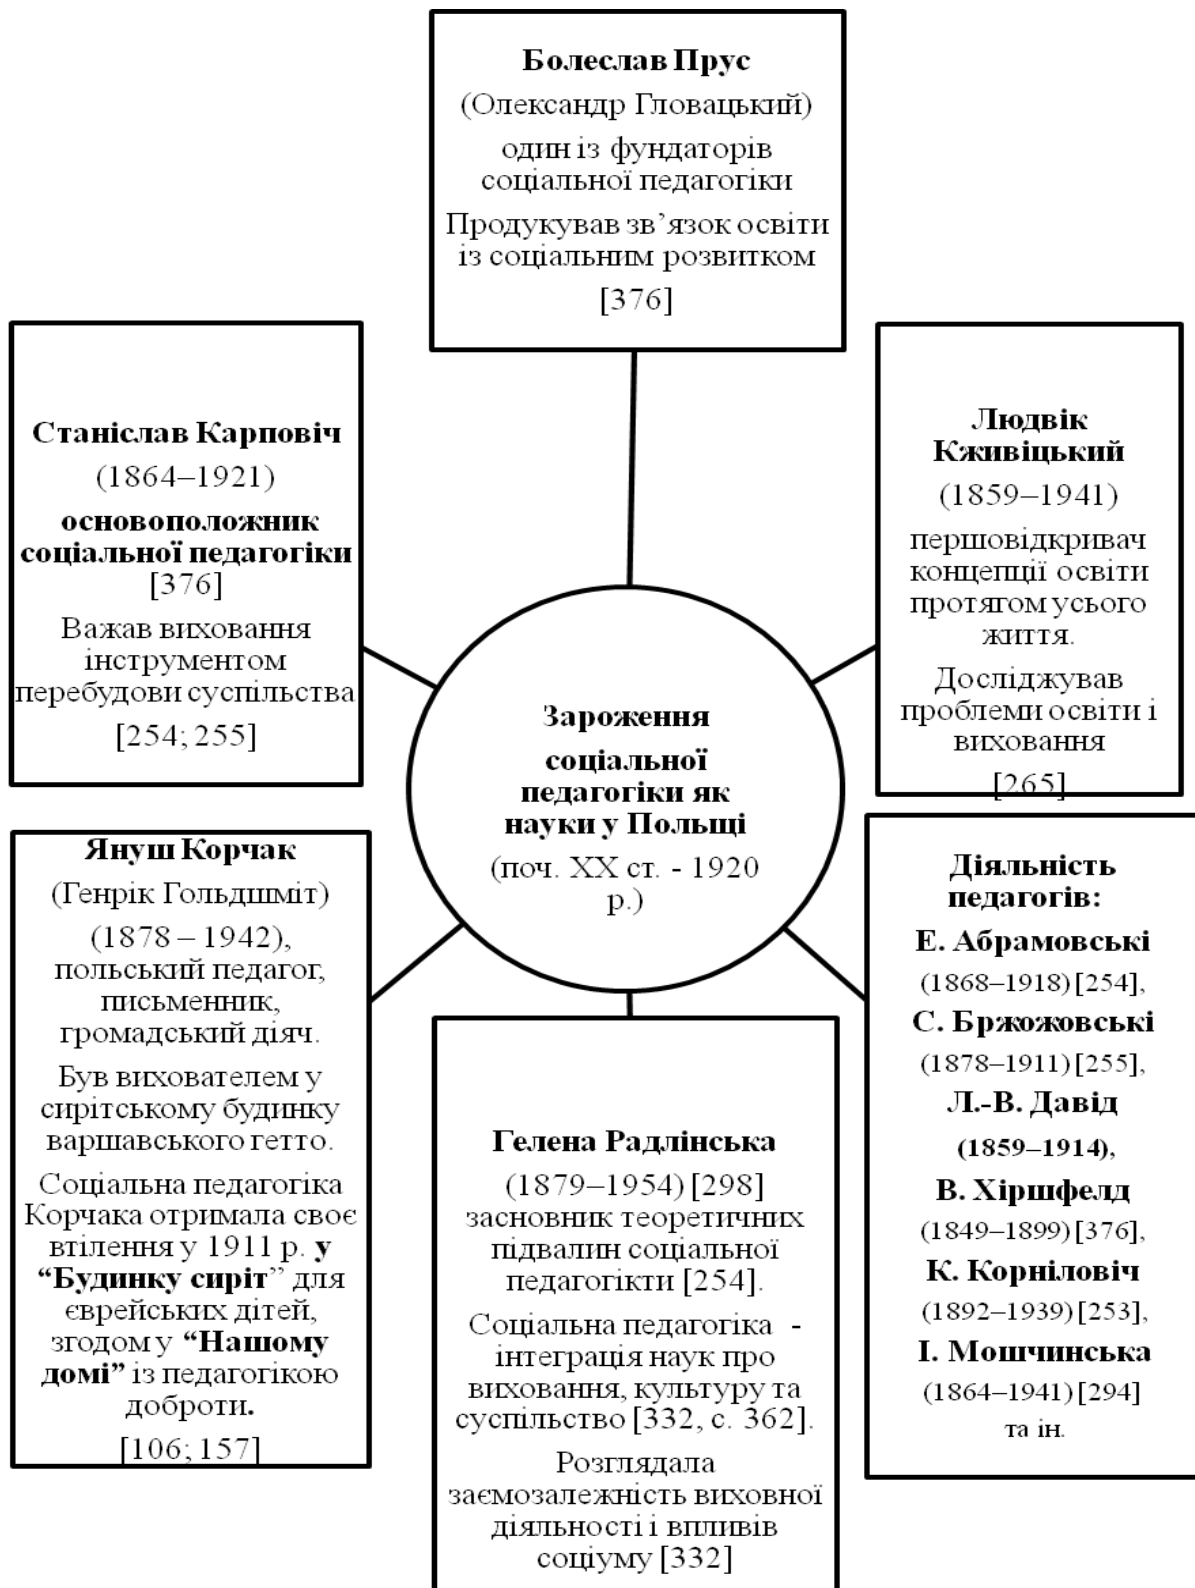 Болеслав Прус
(Олександр Гловацький)
один із фундаторів
соціальної педагогіки
Продукував зв’язок освіти
із соціальним розвитком
[376]
Станіслав Карповіч
(1864–1921)
основоположник
соціальної педагогіки
[376]
Важав виховання
інструментом
перебудови суспільства
[254; 255]
Людвік
Кживіцький
(1859–1941)
першовідкривач
концепції освіти
протягом усього
життя.
Досліджував
проблеми освіти і
виховання
[265]
Зароження
соціальної
педагогіки як
науки у Польщі
(поч. ХХ ст. - 1920
р.)
Януш Корчак
(Генрік Гольдшміт)
(1878 – 1942),
польський педагог,
письменник,
громадський діяч.
Був вихователем у
сирітському будинку
варшавського гетто.
Соціальна педагогіка
Корчака отримала своє
втілення у 1911 р. у
“Будинку сиріт” для
єврейських дітей,
згодом у “Нашому
домі” із педагогікою
доброти.
[106; 157]
Гелена Радлінська
(1879–1954) [298]
засновник теоретичних
підвалин соціальної
педагогікти [254].
Соціальна педагогіка -
інтеграція наук про
виховання, культуру та
суспільство [332, с. 362].
Розглядала
заємозалежність виховної
діяльності і впливів
соціуму [332]
Діяльність
педагогів:
Е. Абрамовські
(1868–1918) [254],
С. Бржожовські
(1878–1911) [255],
Л.-В. Давід
(1859–1914),
В. Хіршфелд
(1849–1899) [376],
К. Корніловіч
(1892–1939) [253],
І. Мошчинська
(1864–1941) [294]
та ін.